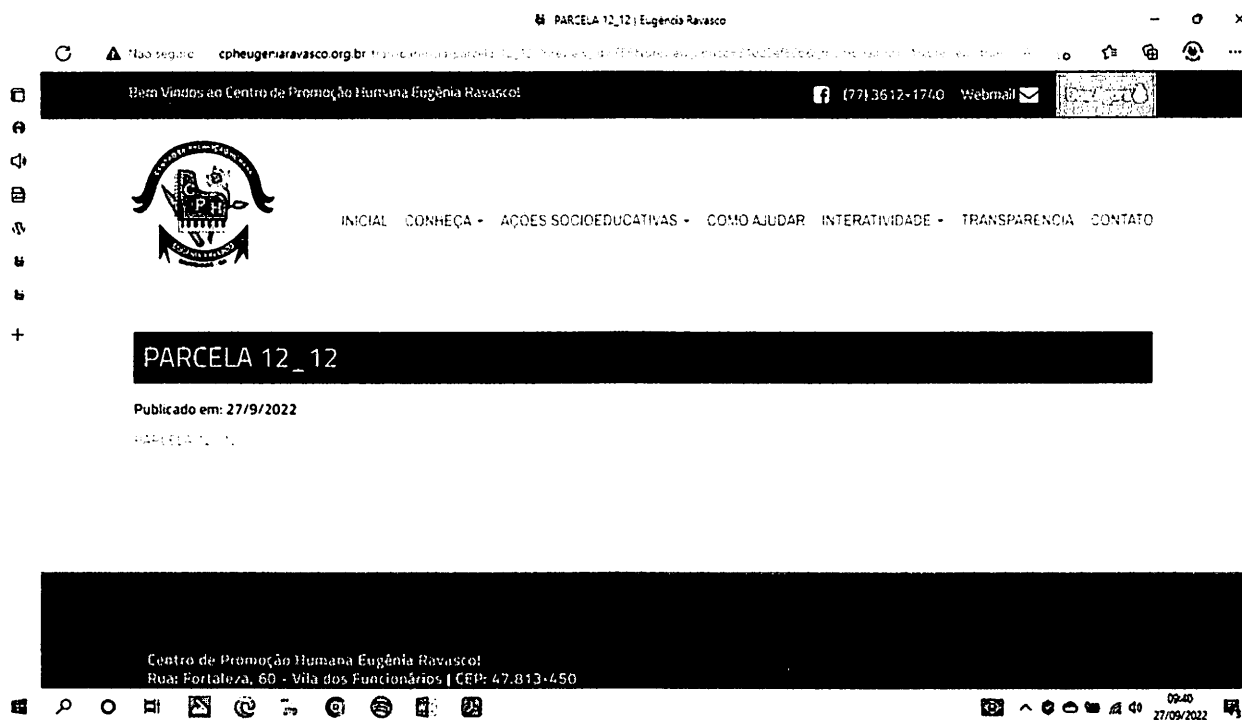 PARCELA 12_12 | Eugência Ravasco
Não seguro cpheugeniaravasco.org.br
Bem Vindos ao Centro de Promoção Humana Eugênia Ravasco!
(77) 3612-1740 Webmail
CPH
INICIAL CONHEÇA AÇÕES SOCIOEDUCATIVAS COMO AJUDAR INTERATIVIDADE TRANSPARENCIA CONTATO
PARCELA 12_12
Publicado em: 27/9/2022
PARCELA 12_12
Centro de Promoção Humana Eugênia Ravasco!
Rua: Fortaleza, 60 - Vila dos Funcionários | CEP: 47.813-450
09:40
27/09/2022